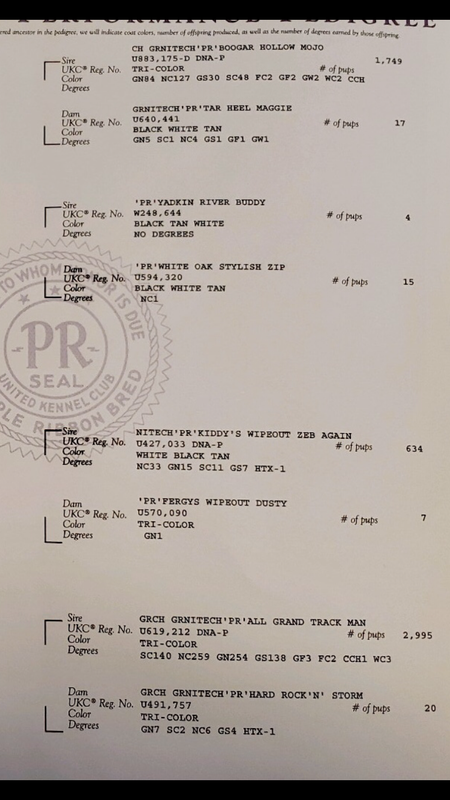 PERFORMANCE PEDIGREE
ered ancestor in the pedigree, we will indicate coat colors, number of offspring produced, as well as the number of degrees earned by those offspring.
CH GRNITECH'PR'BOOGAR HOLLOW MOJO
Sire
UKC® Reg. No. U883,175-D DNA-P # of pups 1,749
Color TRI-COLOR
Degrees GN84 NC127 GS30 SC48 FC2 GF2 GW2 WC2 CCH
Dam GRNITECH'PR'TAR HEEL MAGGIE
UKC® Reg. No. U640,441 # of pups 17
Color BLACK WHITE TAN
Degrees GN5 SC1 NC4 GS1 GF1 GW1
Sire 'PR'YADKIN RIVER BUDDY
UKC® Reg. No. W248,644 # of pups 4
Color BLACK TAN WHITE
Degrees NO DEGREES
Dam 'PR'WHITE OAK STYLISH ZIP
UKC® Reg. No. U594,320 # of pups 15
Color BLACK WHITE TAN
Degrees NC1
TO WHOM HONOR IS DUE
-PR-
SEAL
UNITED KENNEL CLUB
PLE RIBBON BRED
Sire NITECH'PR'KIDDY'S WIPEOUT ZEB AGAIN
UKC® Reg. No. U427,033 DNA-P # of pups 634
Color WHITE BLACK TAN
Degrees NC33 GN15 SC11 GS7 HTX-1
Dam 'PR'FERGYS WIPEOUT DUSTY
UKC® Reg. No. U570,090 # of pups 7
Color TRI-COLOR
Degrees GN1
Sire GRCH GRNITECH'PR'ALL GRAND TRACK MAN
UKC® Reg. No. U619,212 DNA-P # of pups 2,995
Color TRI-COLOR
Degrees SC140 NC259 GN254 GS138 GF3 FC2 CCH1 WC3
Dam GRCH GRNITECH'PR'HARD ROCK'N' STORM
UKC® Reg. No. U491,757 # of pups 20
Color TRI-COLOR
Degrees GN7 SC2 NC6 GS4 HTX-1